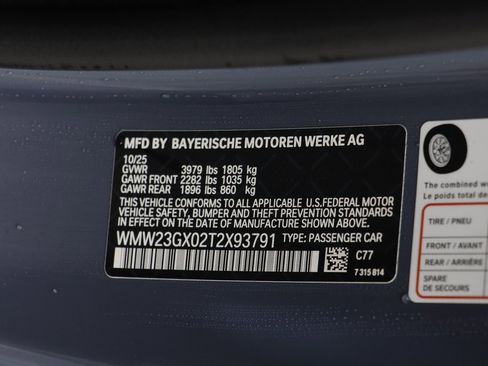 MFD BY BAYERISCHE MOTOREN WERKE AG
10/25
GVWR 3979 lbs 1805 kg
GAWR FRONT 2282 lbs 1035 kg
GAWR REAR 1896 lbs 860 kg
THIS VEHICLE CONFORMS TO ALL APPLICABLE U.S.FEDERAL MOTOR
VEHICLE SAFETY, BUMPER AND THEFT PREVENTION STANDARDS
IN EFFECT ON THE DATE OF MANUFACTURE SHOWN ABOVE.
WMW23GX02T2X93791 TYPE: PASSENGER CAR
C77
7 315 814
The combined w
Le poids total de
TIRE / PNEU
FRONT / AVANT
REAR / ARRIÈRE
SPARE
DE SECOURS